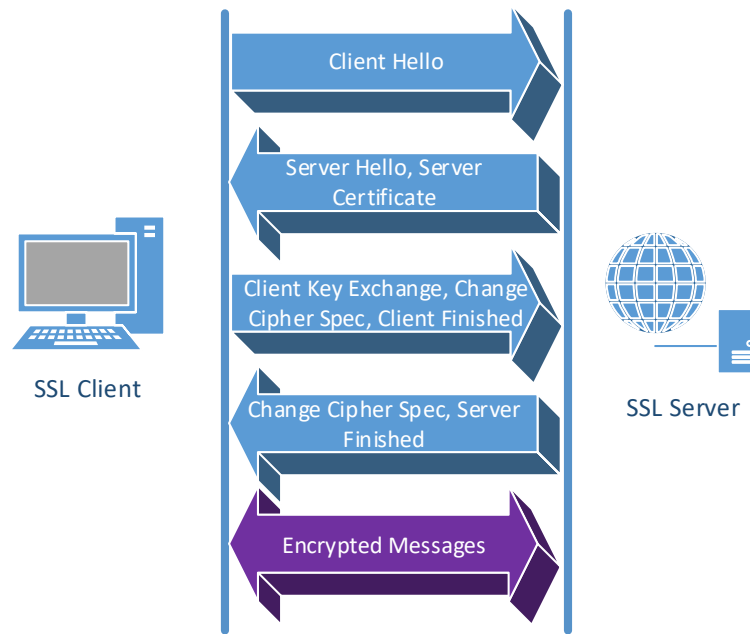 Client Hello
Server Hello, Server
Certificate
Client Key Exchange, Change
Cipher Spec, Client Finished
SSL Client
SSL Server
Change Cipher Spec, Server
Finished
Encrypted Messages